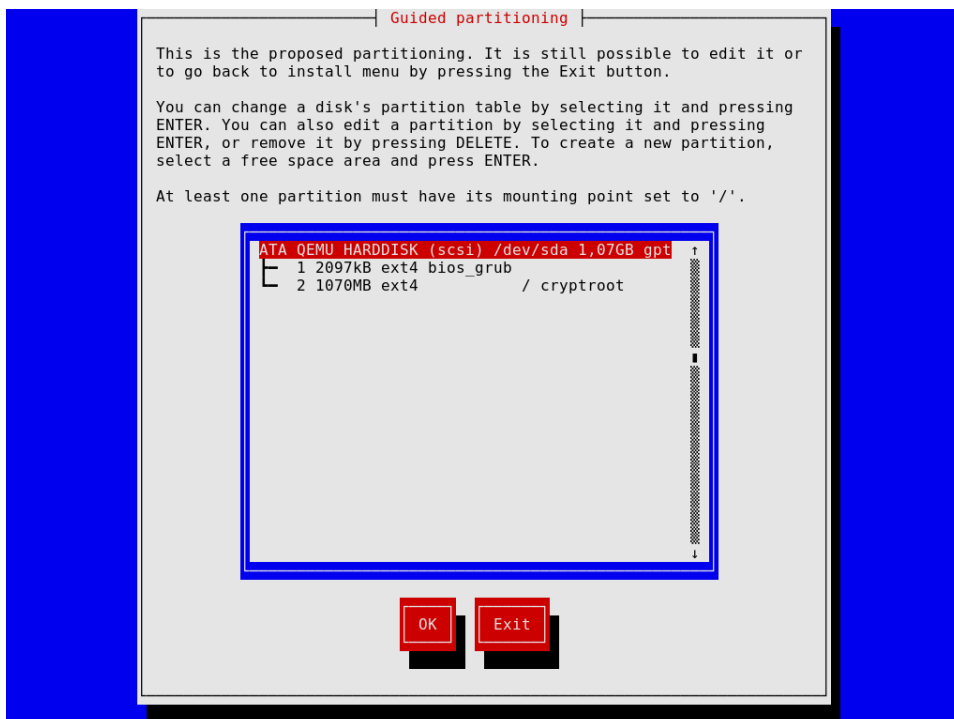 Guided partitioning
This is the proposed partitioning. It is still possible to edit it or
to go back to install menu by pressing the Exit button.
You can change a disk's partition table by selecting it and pressing
ENTER. You can also edit a partition by selecting it and pressing
ENTER, or remove it by pressing DELETE. To create a new partition,
select a free space area and press ENTER.
At least one partition must have its mounting point set to '/'.
ATA QEMU HARDDISK (scsi) /dev/sda 1,07GB gpt
1 2097kB ext4 bios_grub
2 1070MB ext4 / cryptroot
OK Exit